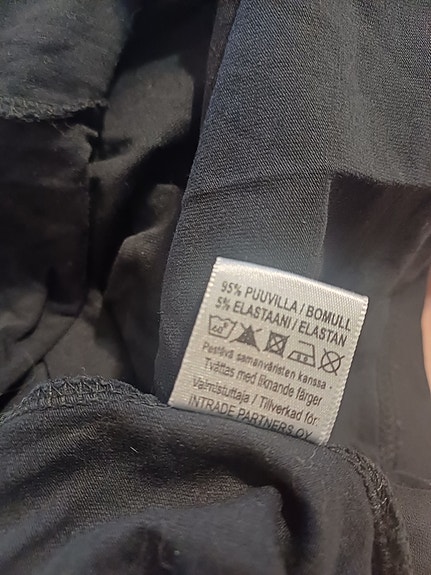 95% PUUVILLA / BOMULL
5% ELASTAANI / ELASTAN
60°
Pestävä samanväristen kanssa -
Tvättas med liknande färger
Valmistuttaja / Tillverkad för:
INTRADE PARTNERS OY